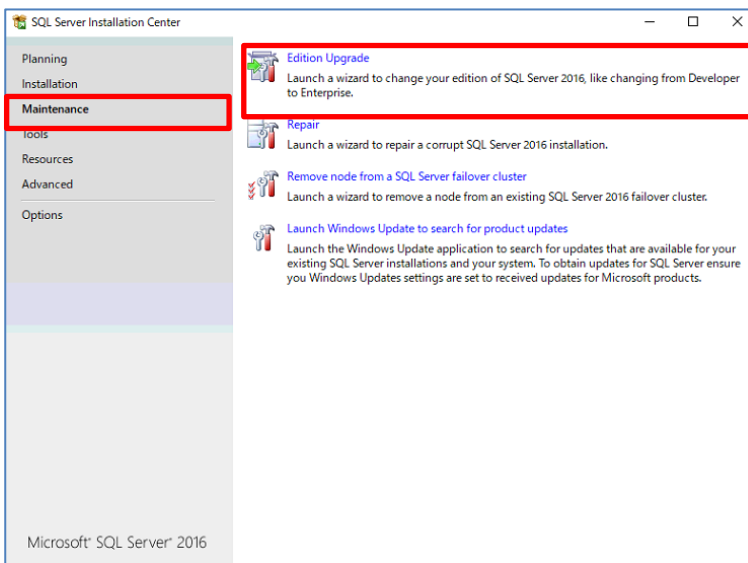 SQL Server Installation Center
Planning
Installation
Maintenance
Tools
Resources
Advanced
Options
Edition Upgrade
Launch a wizard to change your edition of SQL Server 2016, like changing from Developer
to Enterprise.
Repair
Launch a wizard to repair a corrupt SQL Server 2016 installation.
Remove node from a SQL Server failover cluster
Launch a wizard to remove a node from an existing SQL Server 2016 failover cluster.
Launch Windows Update to search for product updates
Launch the Windows Update application to search for updates that are available for your
existing SQL Server installations and your system. To obtain updates for SQL Server ensure
you Windows Updates settings are set to received updates for Microsoft products.
Microsoft® SQL Server® 2016